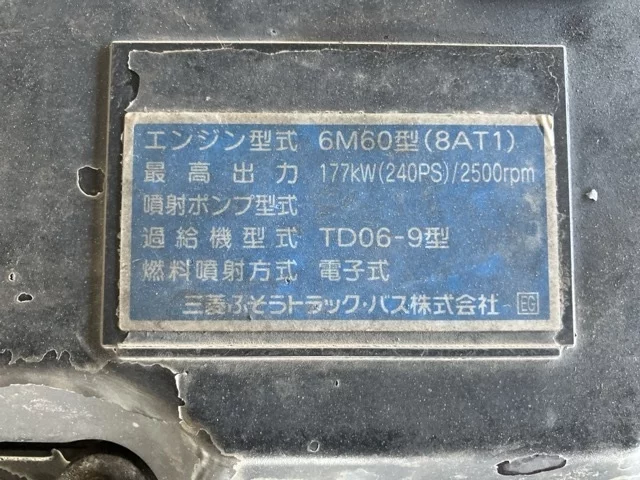 エンジン型式 6M60型(8AT1)
最高出力 177kW(240PS)/2500rpm
噴射ポンプ型式
過給機型式 TD06-9型
燃料噴射方式 電子式
三菱ふそうトラック・バス株式会社 EG